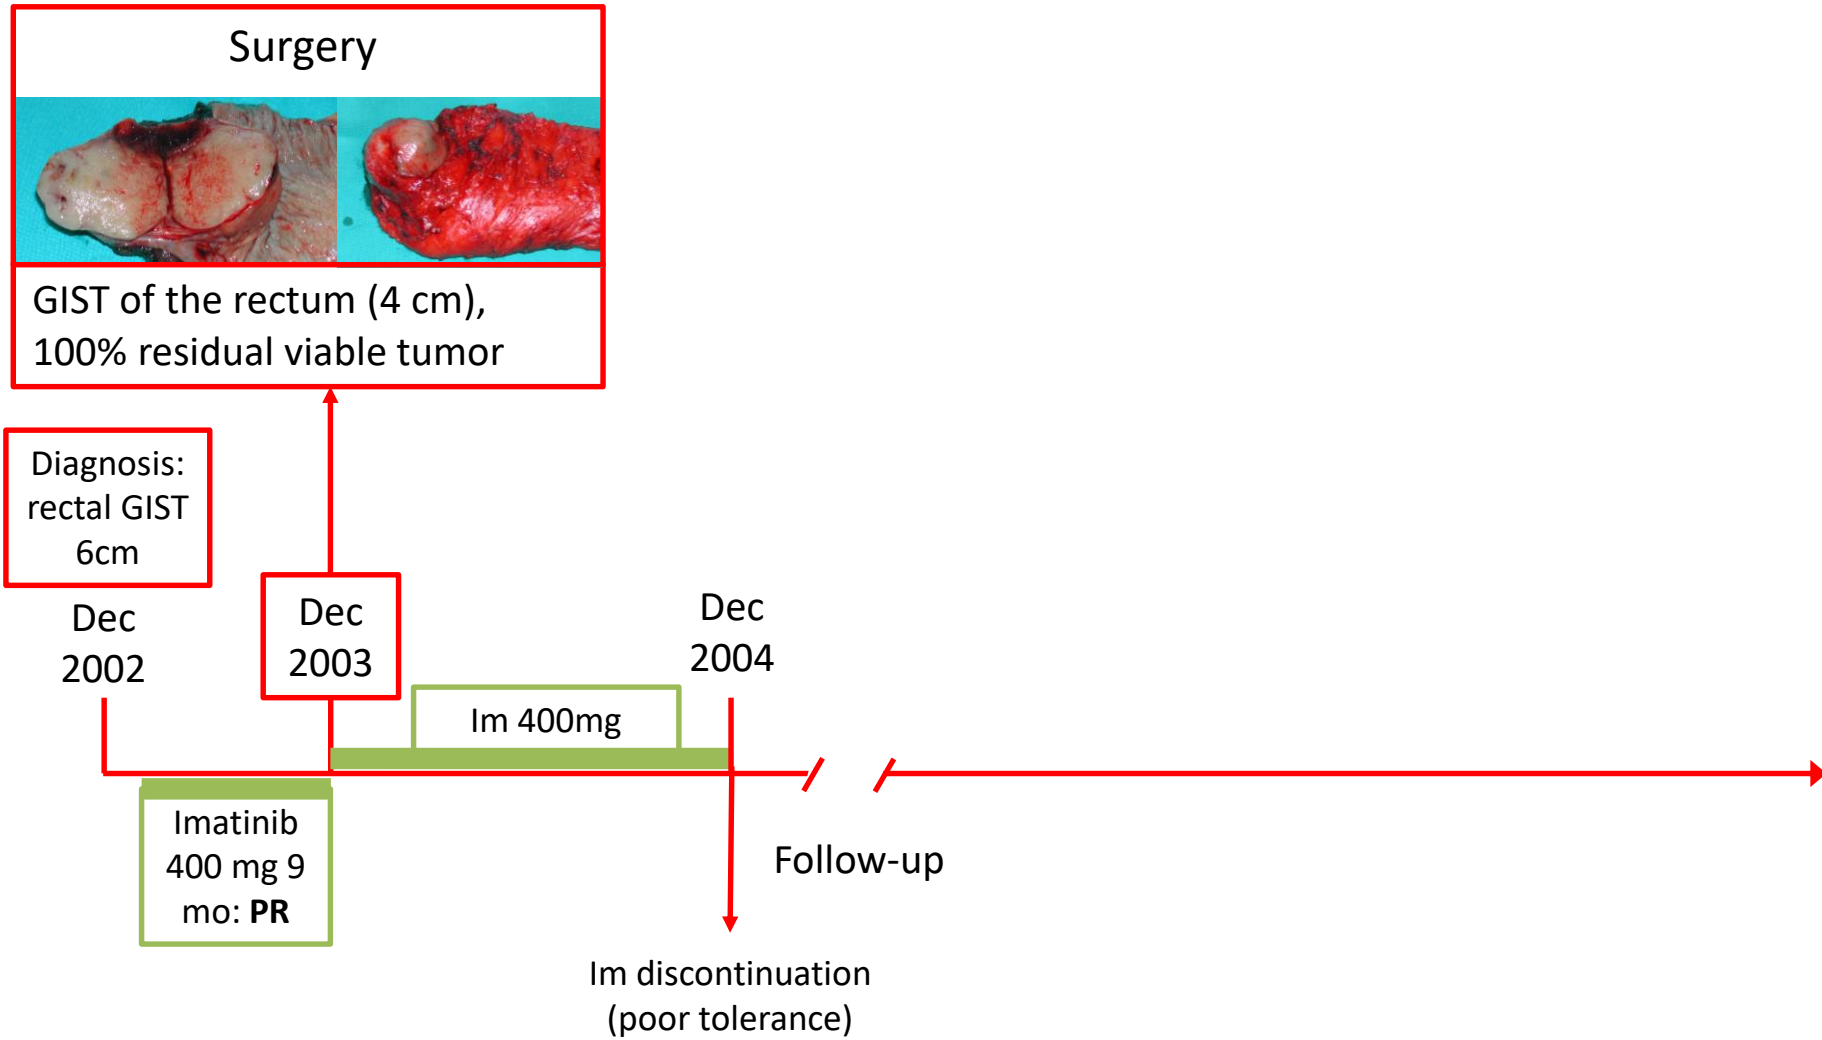 Surgery
GIST of the rectum (4 cm),
100% residual viable tumor
Diagnosis:
rectal GIST
6cm
Dec
2002
Dec
2003
Dec
2004
Im 400mg
Imatinib
400 mg 9
mo: PR
Follow-up
Im discontinuation
(poor tolerance)